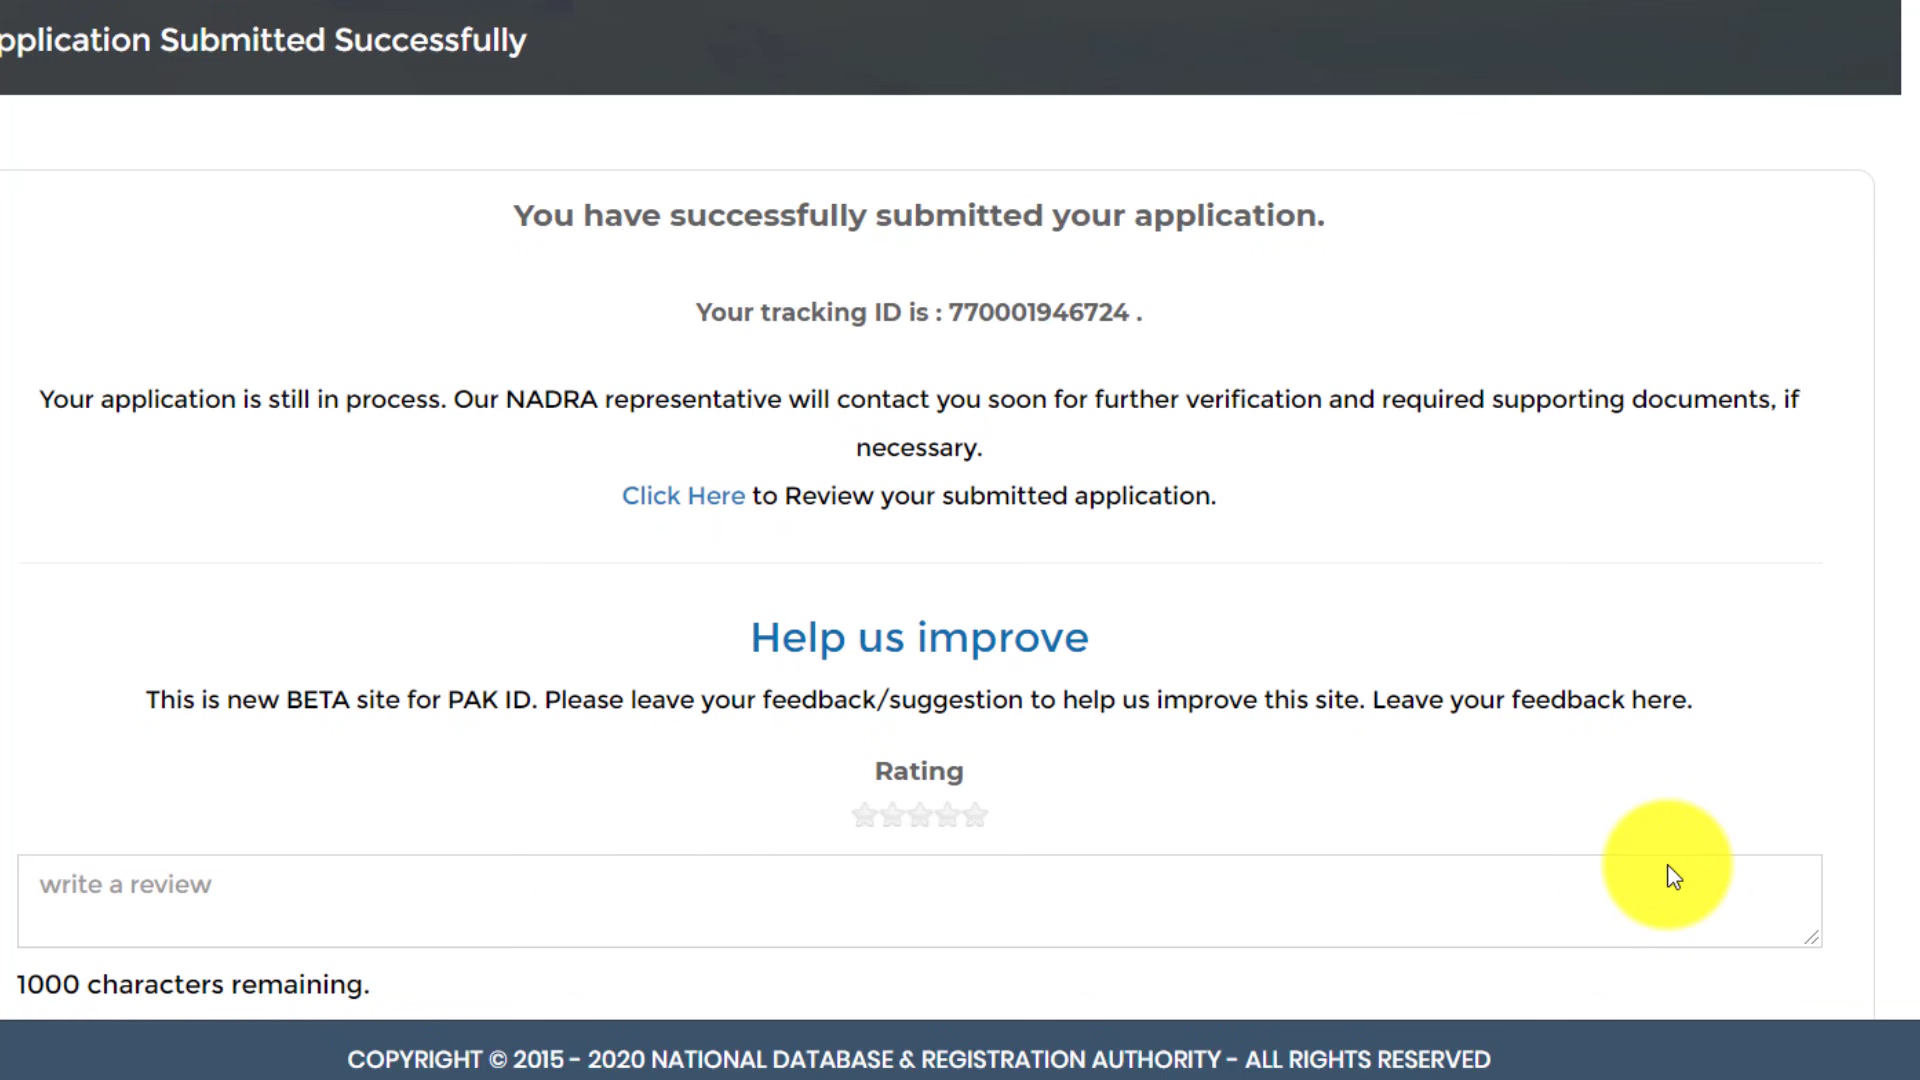 pplication Submitted Successfully
You have successfully submitted your application.
Your tracking ID is : 770001946724 .
Your application is still in process. Our NADRA representative will contact you soon for further verification and required supporting documents, if
necessary.
Click Here to Review your submitted application.
Help us improve
This is new BETA site for PAK ID. Please leave your feedback/suggestion to help us improve this site. Leave your feedback here.
Rating
write a review
1000 characters remaining.
COPYRIGHT © 2015 - 2020 NATIONAL DATABASE & REGISTRATION AUTHORITY - ALL RIGHTS RESERVED